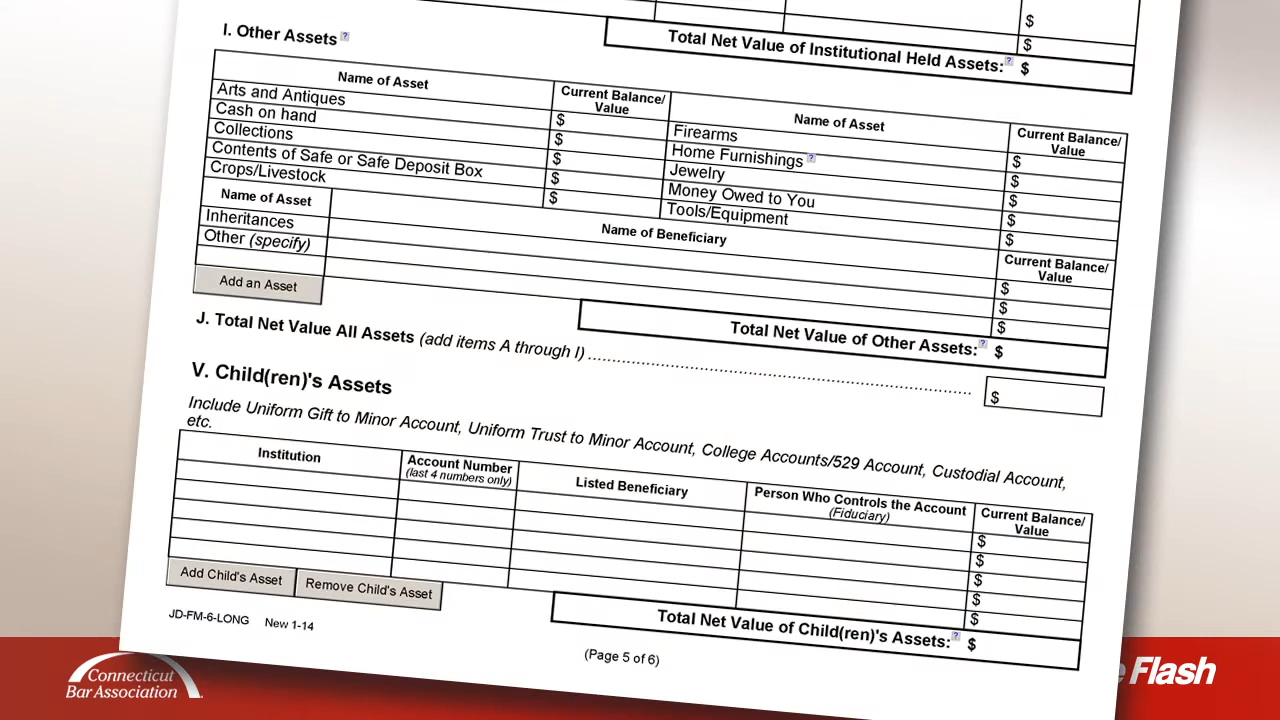 $
$
Total Net Value of Institutional Held Assets: ? $
I. Other Assets ?
Name of Asset Current Balance/ Value Name of Asset Current Balance/ Value
Arts and Antiques $ Firearms $
Cash on hand $ Home Furnishings ? $
Collections $ Jewelry $
Contents of Safe or Safe Deposit Box $ Money Owed to You $
Crops/Livestock $ Tools/Equipment $
Name of Asset Name of Beneficiary Current Balance/ Value
Inheritances $
Other (specify) $
$
Add an Asset
Total Net Value of Other Assets: ? $
J. Total Net Value All Assets (add items A through I) ........................ $
V. Child(ren)'s Assets
Include Uniform Gift to Minor Account, Uniform Trust to Minor Account, College Accounts/529 Account, Custodial Account,
etc.
Institution Account Number (last 4 numbers only) Listed Beneficiary Person Who Controls the Account (Fiduciary) Current Balance/ Value
$
$
$
$
$
Add Child's Asset Remove Child's Asset
Total Net Value of Child(ren)'s Assets: ? $
JD-FM-6-LONG New 1-14
(Page 5 of 6)
Connecticut
Bar Association
Flash